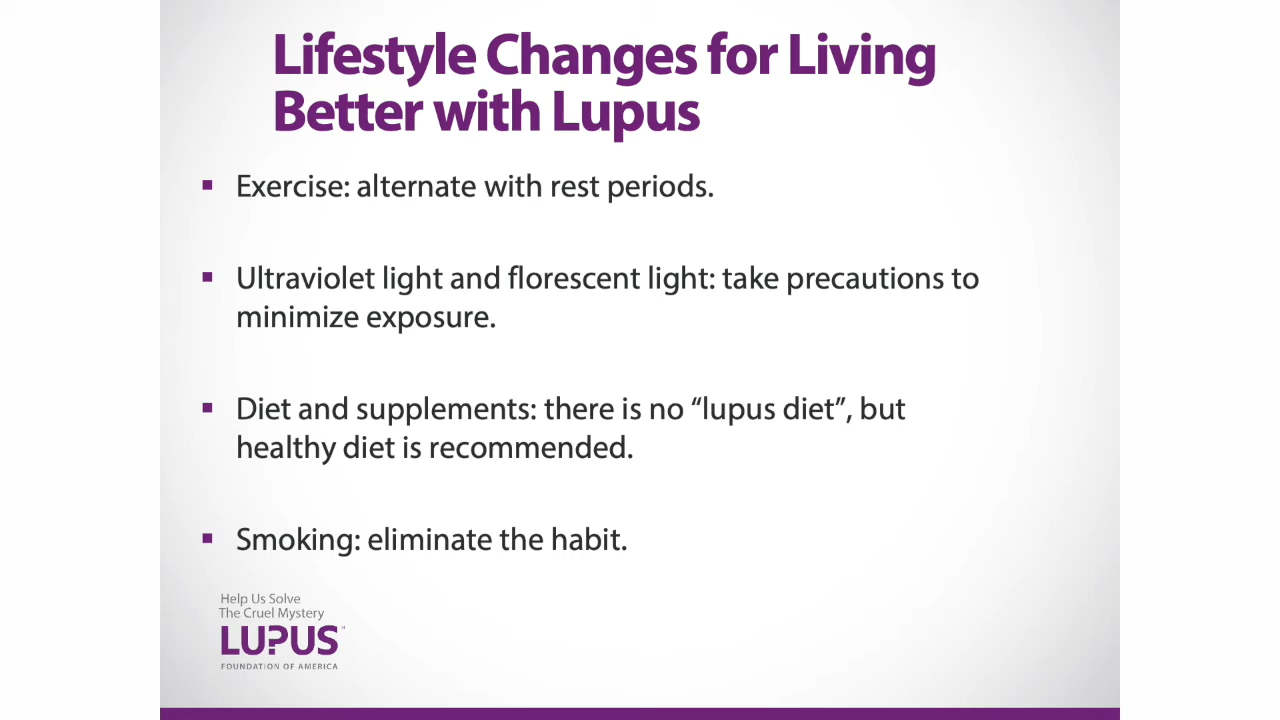 Lifestyle Changes for Living
Better with Lupus
▪ Exercise: alternate with rest periods.
▪ Ultraviolet light and florescent light: take precautions to
minimize exposure.
▪ Diet and supplements: there is no “lupus diet”, but
healthy diet is recommended.
▪ Smoking: eliminate the habit.
Help Us Solve
The Cruel Mystery
LUPUS™
FOUNDATION OF AMERICA